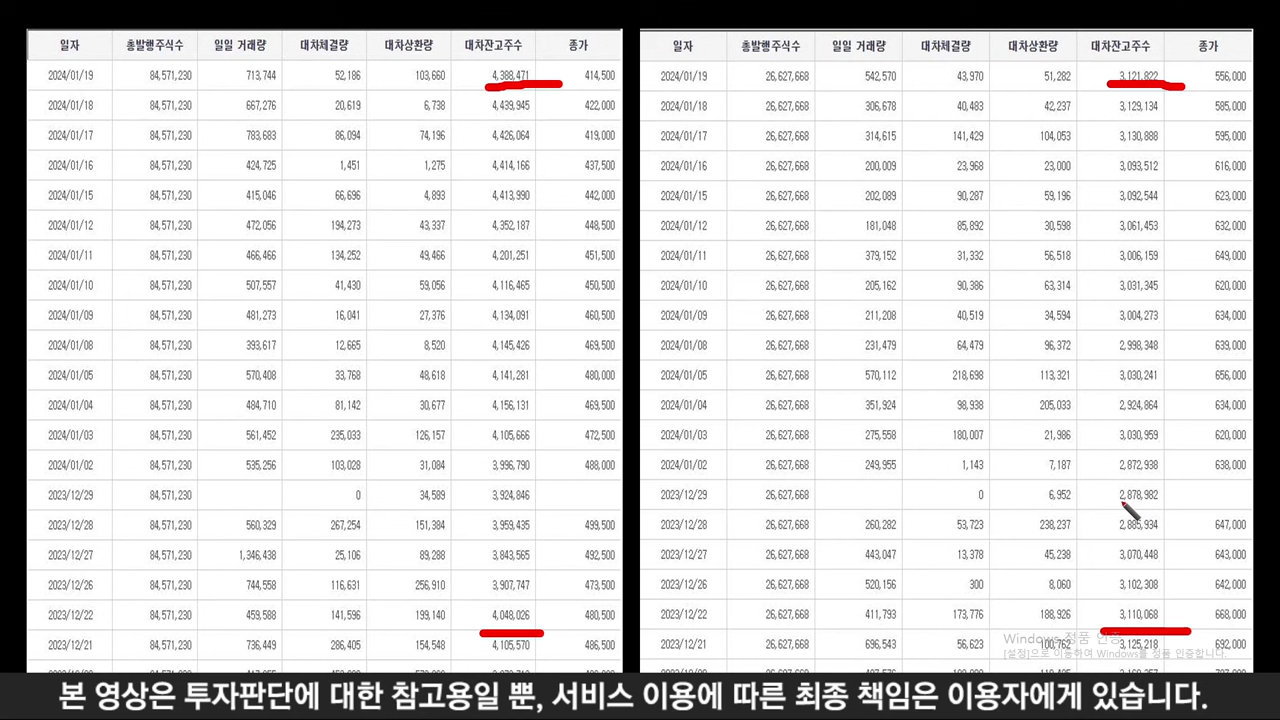 일자 총발행주식수 일일 거래량 대차체결량 대차상환량 대차잔고주수 종가
2024/01/19 84,571,230 713,744 52,186 103,660 4,388,471 414,500
2024/01/18 84,571,230 667,276 20,619 6,738 4,439,945 422,000
2024/01/17 84,571,230 783,683 86,094 74,196 4,426,064 419,000
2024/01/16 84,571,230 424,725 1,451 1,275 4,414,166 437,500
2024/01/15 84,571,230 415,046 66,696 4,893 4,413,990 442,000
2024/01/12 84,571,230 472,056 194,273 43,337 4,352,187 448,500
2024/01/11 84,571,230 466,466 134,252 49,466 4,201,251 451,500
2024/01/10 84,571,230 507,557 41,430 59,056 4,116,465 450,500
2024/01/09 84,571,230 481,273 16,041 27,376 4,134,091 460,500
2024/01/08 84,571,230 393,617 12,665 8,520 4,145,426 469,500
2024/01/05 84,571,230 570,408 33,768 48,618 4,141,281 480,000
2024/01/04 84,571,230 484,710 81,142 30,677 4,156,131 469,500
2024/01/03 84,571,230 561,452 235,033 126,157 4,105,666 472,500
2024/01/02 84,571,230 535,256 103,028 31,084 3,996,790 488,000
2023/12/29 84,571,230 0 34,589 3,924,846
2023/12/28 84,571,230 560,329 267,254 151,384 3,959,435 499,500
2023/12/27 84,571,230 1,346,438 25,106 89,288 3,843,565 492,500
2023/12/26 84,571,230 744,558 116,631 256,910 3,907,747 473,500
2023/12/22 84,571,230 459,588 141,596 199,140 4,048,026 480,500
2023/12/21 84,571,230 736,449 286,405 154,548 4,105,570 486,500
일자 총발행주식수 일일 거래량 대차체결량 대차상환량 대차잔고주수 종가
2024/01/19 26,627,668 542,570 43,970 51,282 3,121,822 556,000
2024/01/18 26,627,668 306,678 40,483 42,237 3,129,134 585,000
2024/01/17 26,627,668 314,615 141,429 104,053 3,130,888 595,000
2024/01/16 26,627,668 200,009 23,968 23,000 3,093,512 616,000
2024/01/15 26,627,668 202,089 90,287 59,196 3,092,544 623,000
2024/01/12 26,627,668 181,048 85,892 30,598 3,061,453 632,000
2024/01/11 26,627,668 379,152 31,332 56,518 3,006,159 649,000
2024/01/10 26,627,668 205,162 90,386 63,314 3,031,345 620,000
2024/01/09 26,627,668 211,208 40,519 34,594 3,004,273 634,000
2024/01/08 26,627,668 231,479 64,479 96,372 2,998,348 639,000
2024/01/05 26,627,668 570,112 218,698 113,321 3,030,241 656,000
2024/01/04 26,627,668 351,924 98,938 205,033 2,924,864 634,000
2024/01/03 26,627,668 275,558 180,007 21,986 3,030,959 620,000
2024/01/02 26,627,668 249,955 1,143 7,187 2,872,938 638,000
2023/12/29 26,627,668 0 6,952 2,878,982
2023/12/28 26,627,668 260,282 53,723 238,237 2,885,934 647,000
2023/12/27 26,627,668 443,047 13,378 45,238 3,070,448 643,000
2023/12/26 26,627,668 520,156 300 8,060 3,102,308 642,000
2023/12/22 26,627,668 411,793 173,776 188,926 3,110,068 668,000
2023/12/21 26,627,668 696,543 56,623 100,762 3,125,218 692,000
Windows 정품 인증
[설정]으로 이동하여 Windows를 정품 인증합니다.
본 영상은 투자판단에 대한 참고용일 뿐, 서비스 이용에 따른 최종 책임은 이용자에게 있습니다.